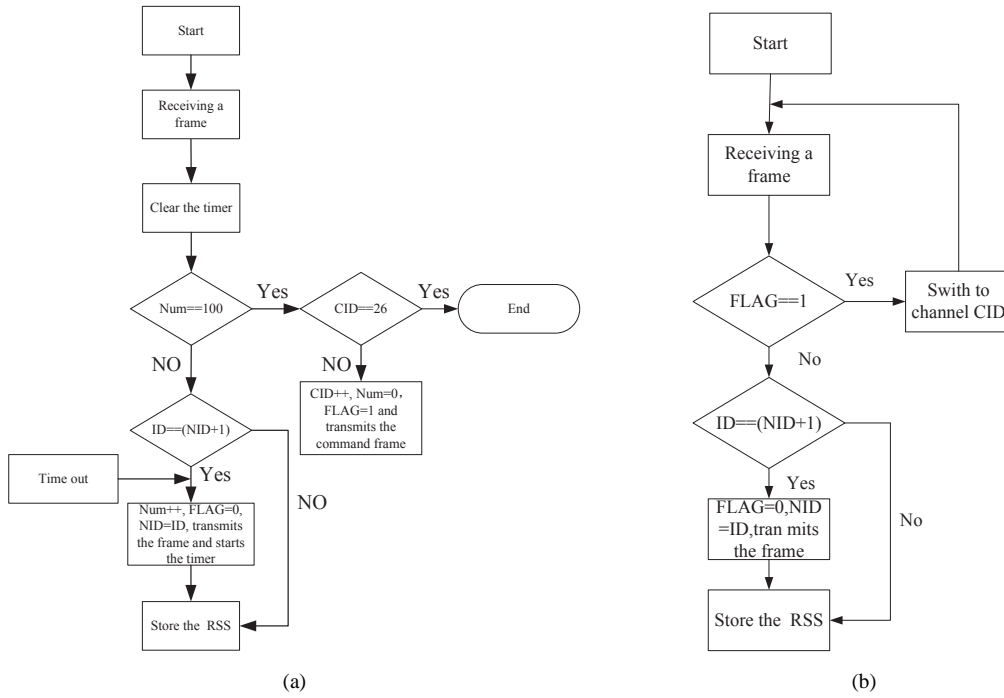 Start
Receiving a
frame
Clear the timer
Num==100
Yes
CID==26
Yes
End
NO
NO
CID++, Num=0,
FLAG=1 and
transmits the
command frame
ID==(NID+1)
Time out
Yes
NO
Num++, FLAG=0,
NID=ID, transmits
the frame and starts
the timer
Store the RSS
(a)
Start
Receiving a
frame
FLAG==1
Yes
Swith to
channel CID
No
ID==(NID+1)
Yes
No
FLAG=0,NID
=ID,tran mits
the frame
Store the RSS
(b)